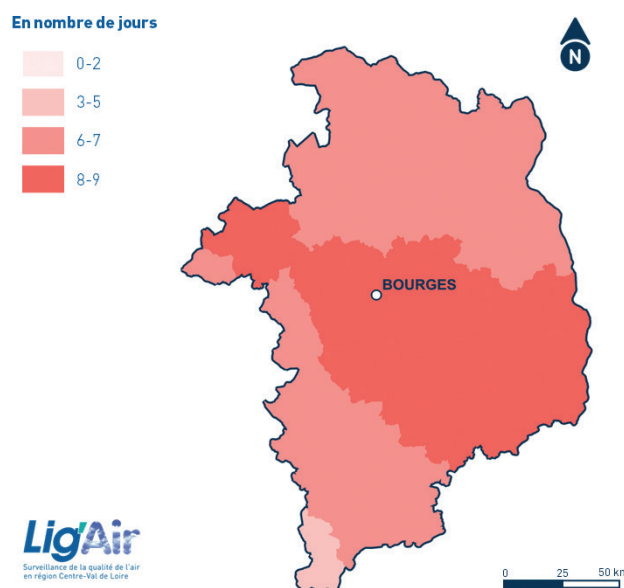 En nombre de jours
0-2
3-5
6-7
8-9
N
BOURGES
Lig'Air
Surveillance de la qualité de l'air
en région Centre-Val de Loire
0 25 50 km